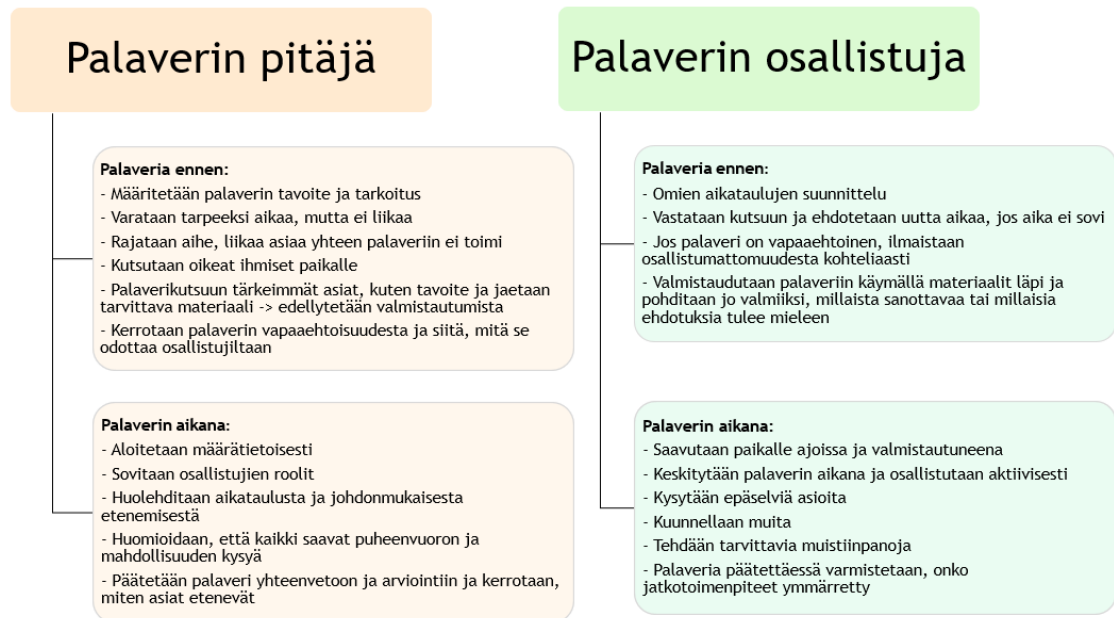 Palaverin pitäjä
Palaveria ennen:
- Määritetään palaverin tavoite ja tarkoitus
- Varataan tarpeeksi aikaa, mutta ei liikaa
- Rajataan aihe, liikaa asiaa yhteen palaveriin ei toimi
- Kutsutaan oikeat ihmiset paikalle
- Palaverikutsuun tärkeimmät asiat, kuten tavoite ja jaetaan
tarvittava materiaali -> edellytetään valmistautumista
- Kerrotaan palaverin vapaaehtoisuudesta ja siitä, mitä se
odottaa osallistujiltaan
Palaverin aikana:
- Aloitetaan määrätietoisesti
- Sovitaan osallistujien roolit
- Huolehditaan aikataulusta ja johdonmukaisesta
etenemisestä
- Huomioidaan, että kaikki saavat puheenvuoron ja
mahdollisuuden kysyä
- Päätetään palaveri yhteenvetoon ja arviointiin ja kerrotaan,
miten asiat etenevät
Palaverin osallistuja
Palaveria ennen:
- Omien aikataulujen suunnittelu
- Vastataan kutsuun ja ehdotetaan uutta aikaa, jos aika ei sovi
- Jos palaveri on vapaaehtoinen, ilmaistaan
osallistumattomuudesta kohteliaasti
- Valmistaudutaan palaveriin käymällä materiaalit läpi ja
pohditaan jo valmiiksi, millaista sanottavaa tai millaisia
ehdotuksia tulee mieleen
Palaverin aikana:
- Saavutaan paikalle ajoissa ja valmistautuneena
- Keskitytään palaverin aikana ja osallistutaan aktiivisesti
- Kysytään epäselviä asioita
- Kuunnellaan muita
- Tehdään tarvittavia muistiinpanoja
- Palaveria päätettäessä varmistetaan, onko
jatkotoimenpiteet ymmärretty